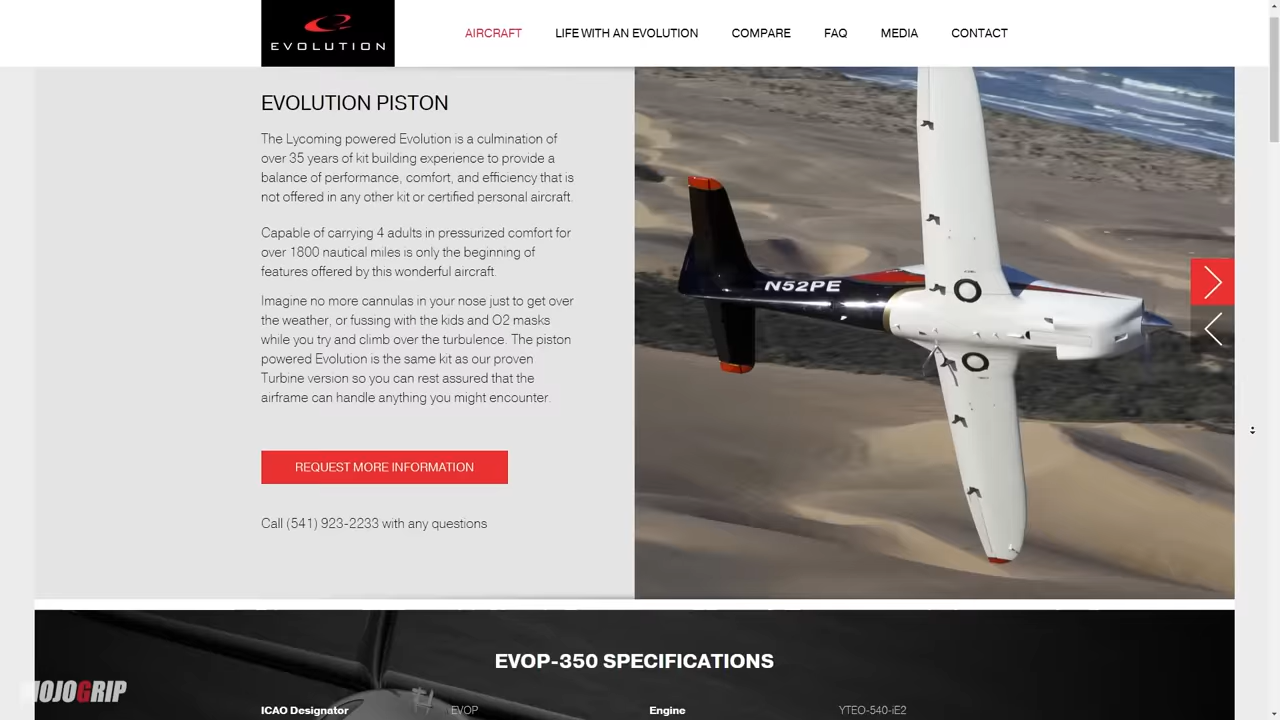 EVOLUTION
AIRCRAFT
LIFE WITH AN EVOLUTION
COMPARE
FAQ
MEDIA
CONTACT
EVOLUTION PISTON
The Lycoming powered Evolution is a culmination of
over 35 years of kit building experience to provide a
balance of performance, comfort, and efficiency that is
not offered in any other kit or certified personal aircraft.
Capable of carrying 4 adults in pressurized comfort for
over 1800 nautical miles is only the beginning of
features offered by this wonderful aircraft.
Imagine no more cannulas in your nose just to get over
the weather, or fussing with the kids and O2 masks
while you try and climb over the turbulence. The piston
powered Evolution is the same kit as our proven
Turbine version so you can rest assured that the
airframe can handle anything you might encounter.
REQUEST MORE INFORMATION
Call (541) 923-2233 with any questions
N52PE
EVOP-350 SPECIFICATIONS
ICAO Designator EVOP Engine YTEO-540-iE2
MOJOGRIP